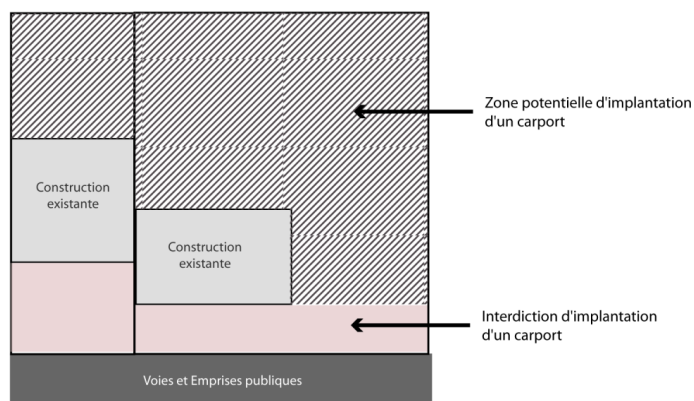 Zone potentielle d'implantation
d'un carport
Construction
existante
Construction
existante
Interdiction d'implantation
d'un carport
Voies et Emprises publiques